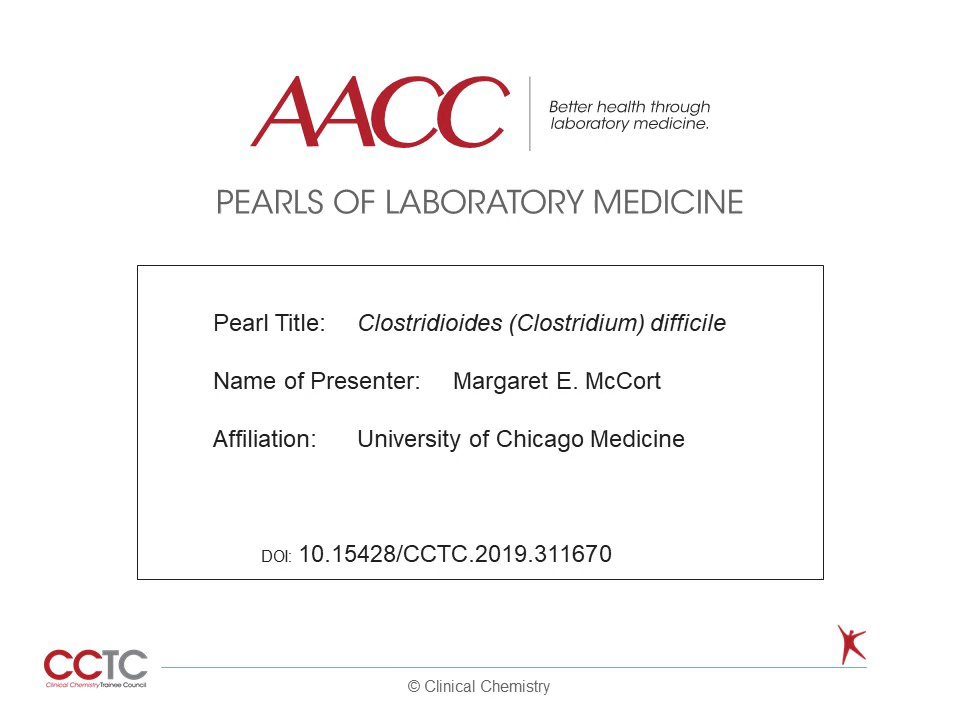 AACC
Better health through
laboratory medicine.
PEARLS OF LABORATORY MEDICINE
Pearl Title: Clostridioides (Clostridium) difficile
Name of Presenter: Margaret E. McCort
Affiliation: University of Chicago Medicine
DOI: 10.15428/CCTC.2019.311670
CCTC
Clinical Chemistry Trainee Council
© Clinical Chemistry